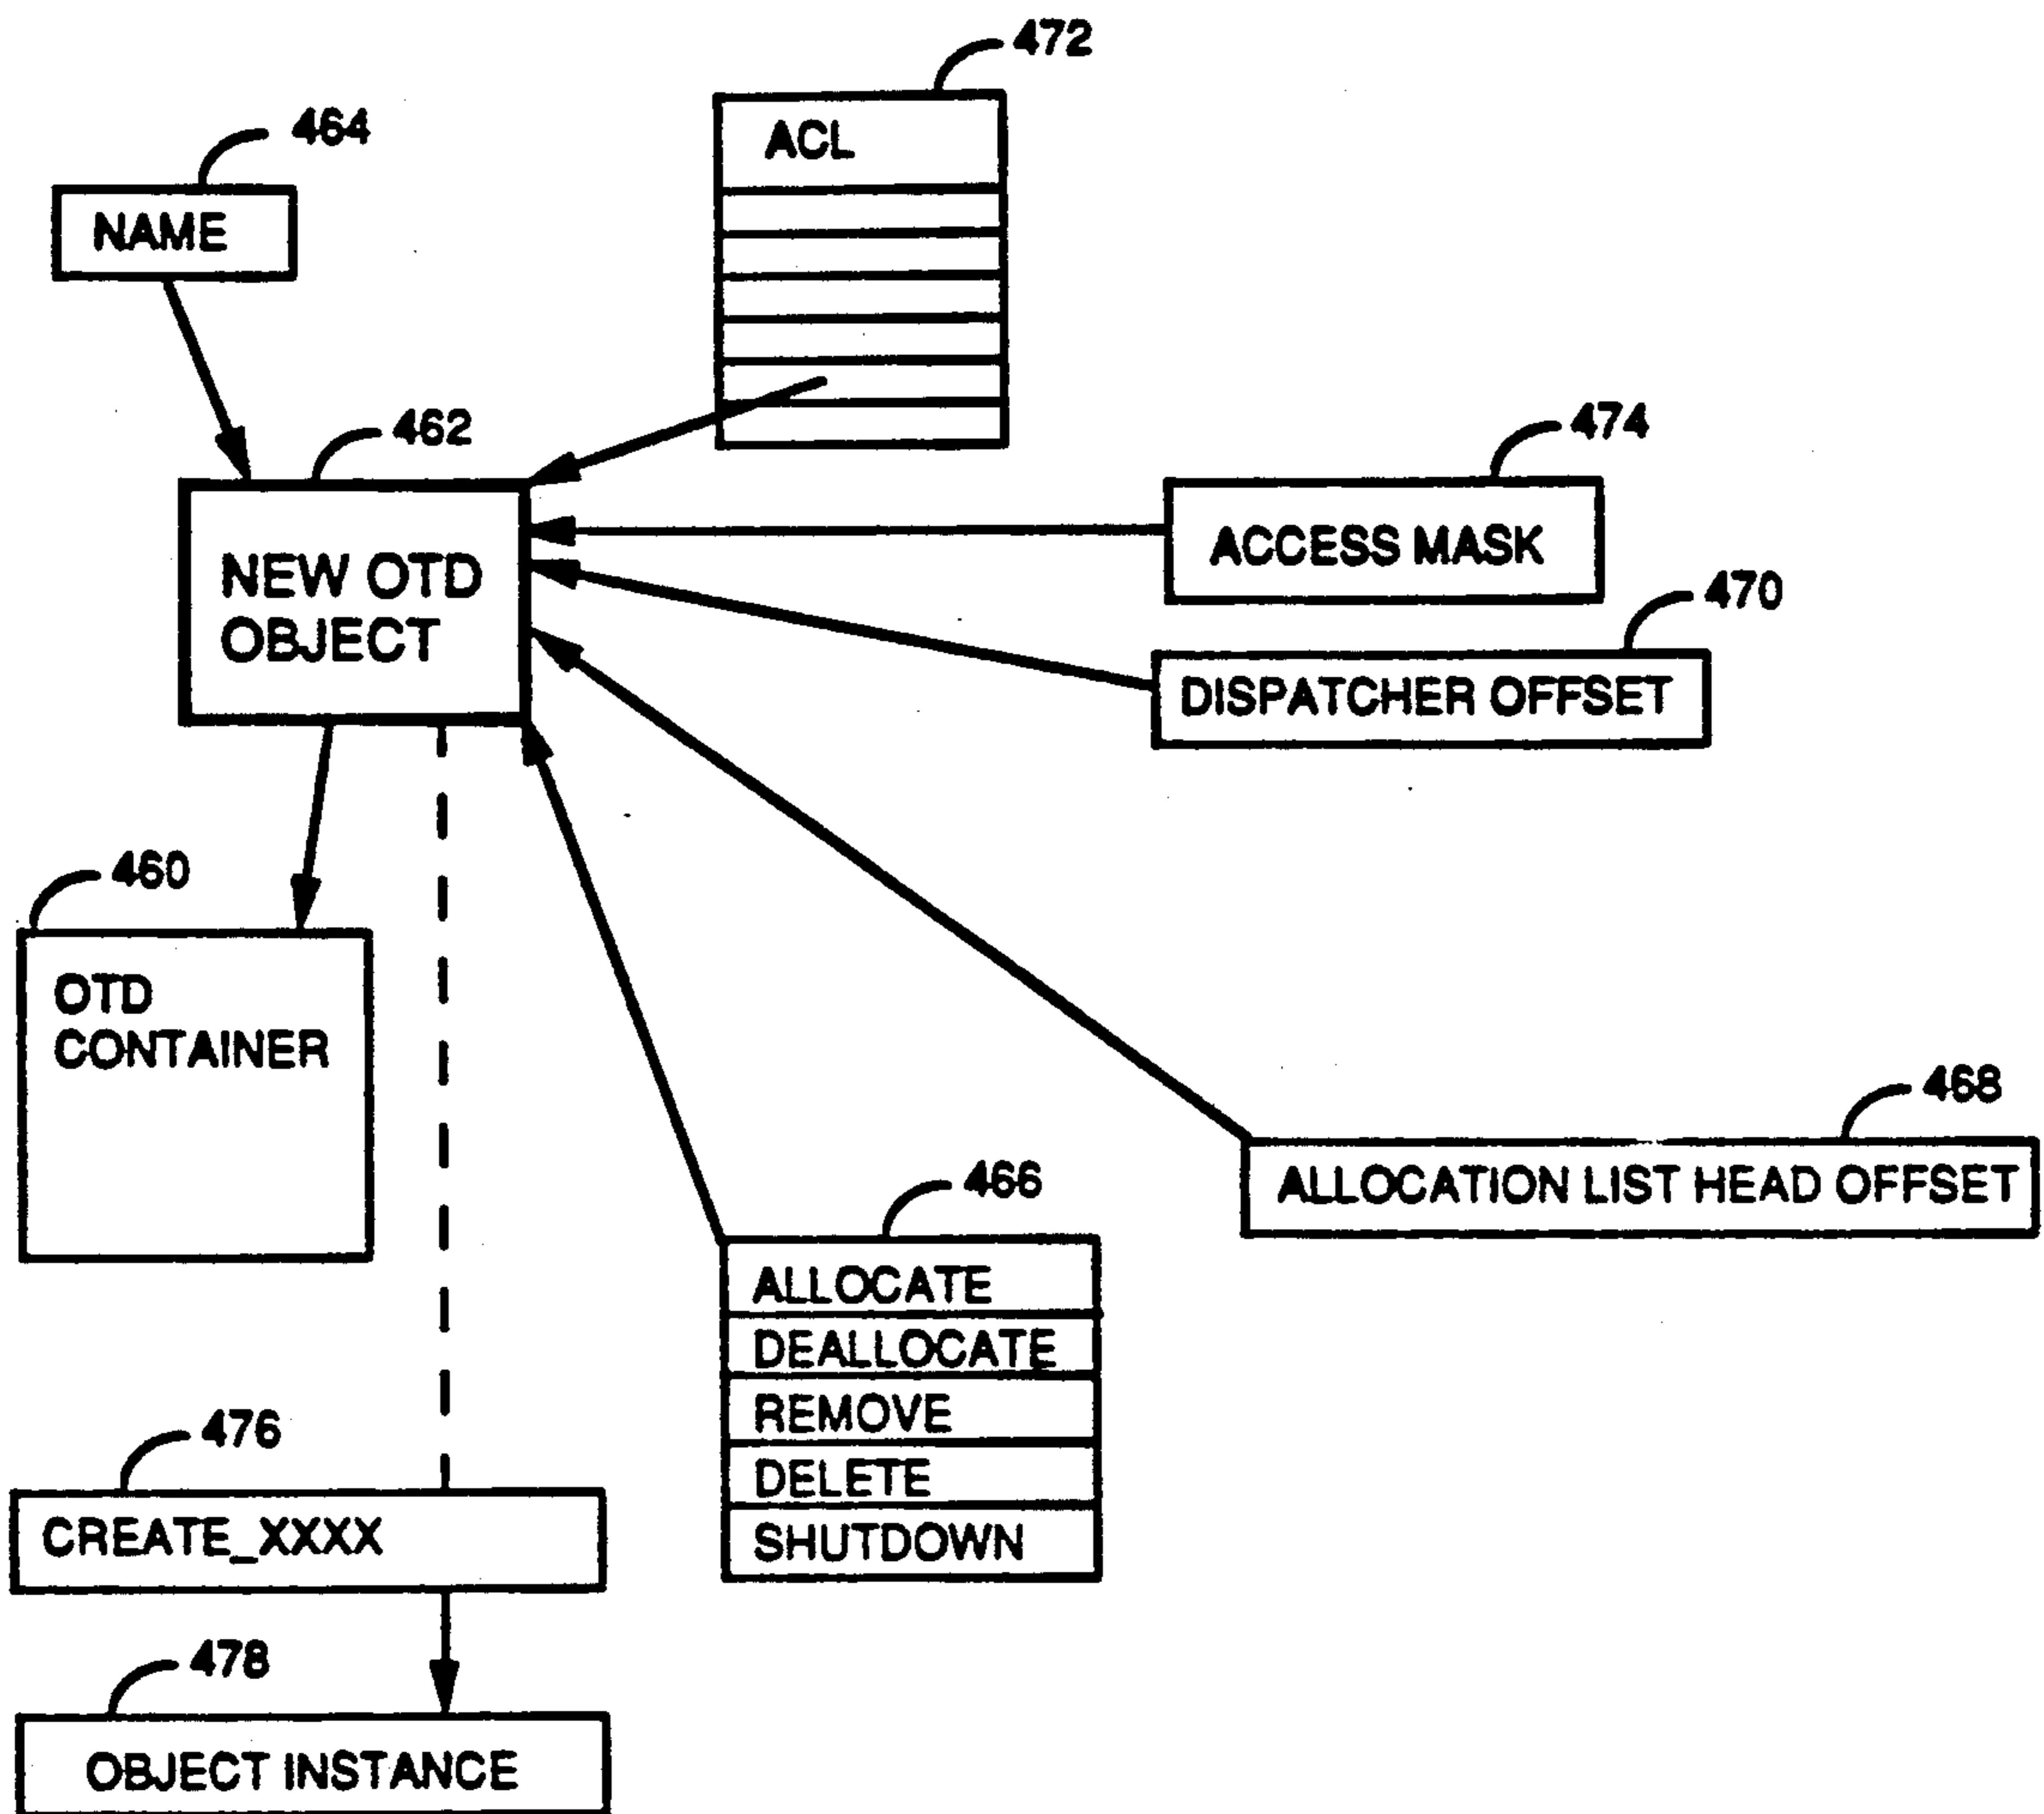 472
464
ACL
NAME
462
474
ACCESS MASK
NEW OTD
OBJECT
470
DISPATCHER OFFSET
460
OTD
CONTAINER
468
ALLOCATION LIST HEAD OFFSET
466
ALLOCATE
DEALLOCATE
REMOVE
DELETE
SHUTDOWN
476
CREATE_XXXX
478
OBJECT INSTANCE